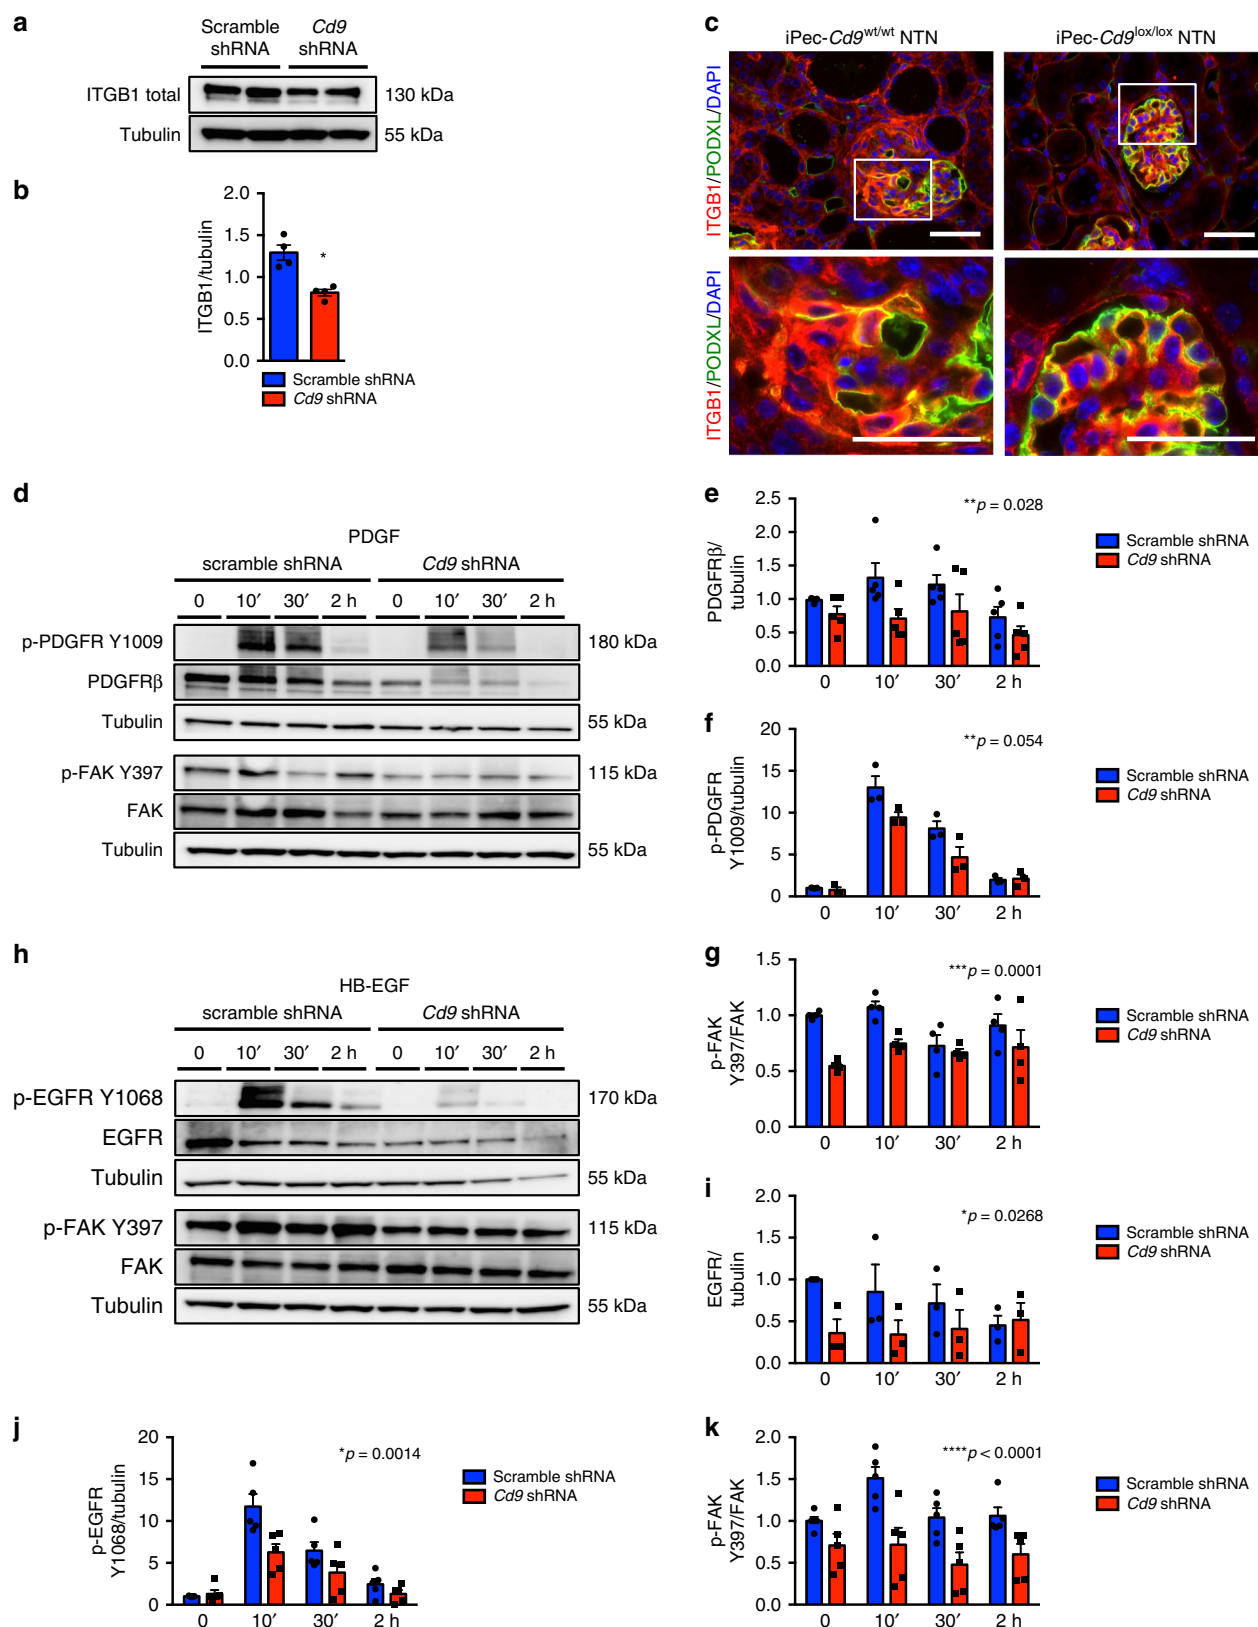 a
Scramble shRNA
Cd9 shRNA
ITGB1 total
130 kDa
Tubulin
55 kDa
b
ITGB1/tubulin
2.0
1.5
1.0
0.5
0.0
*
Scramble shRNA
Cd9 shRNA
c
iPec-Cd9wt/wt NTN
iPec-Cd9lox/lox NTN
ITGB1/PODXL/DAPI
ITGB1/PODXL/DAPI
d
PDGF
scramble shRNA
Cd9 shRNA
0 10′ 30′ 2 h 0 10′ 30′ 2 h
p-PDGFR Y1009
180 kDa
PDGFRβ
Tubulin
55 kDa
p-FAK Y397
115 kDa
FAK
Tubulin
55 kDa
e
PDGFRβ/
tubulin
2.5
2.0
1.5
1.0
0.5
0.0
**p = 0.028
0 10′ 30′ 2 h
Scramble shRNA
Cd9 shRNA
f
p-PDGFR
Y1009/tubulin
20
15
10
5
0
**p = 0.054
0 10′ 30′ 2 h
Scramble shRNA
Cd9 shRNA
g
p-FAK
Y397/FAK
1.5
1.0
0.5
0.0
***p = 0.0001
0 10′ 30′ 2 h
Scramble shRNA
Cd9 shRNA
h
HB-EGF
scramble shRNA
Cd9 shRNA
0 10′ 30′ 2 h 0 10′ 30′ 2 h
p-EGFR Y1068
170 kDa
EGFR
Tubulin
55 kDa
p-FAK Y397
115 kDa
FAK
Tubulin
55 kDa
i
EGFR/
tubulin
2.0
1.5
1.0
0.5
0.0
*p = 0.0268
0 10′ 30′ 2 h
Scramble shRNA
Cd9 shRNA
j
p-EGFR
Y1068/tubulin
20
15
10
5
0
*p = 0.0014
0 10′ 30′ 2 h
Scramble shRNA
Cd9 shRNA
k
p-FAK
Y397/FAK
2.0
1.5
1.0
0.5
0.0
****p < 0.0001
0 10′ 30′ 2 h
Scramble shRNA
Cd9 shRNA